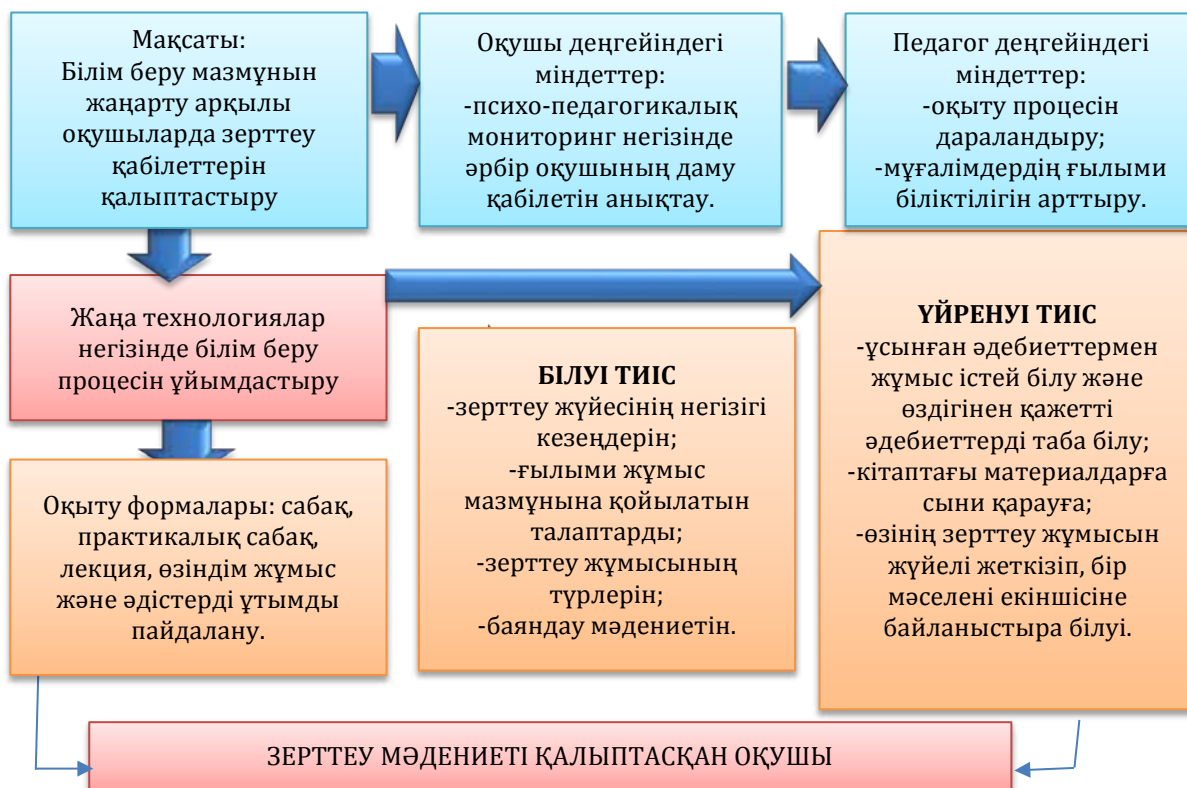 Мақсаты:
Білім беру мазмұнын
жаңарту арқылы
оқушыларда зерттеу
қабілеттерін
қалыптастыру
Оқушы деңгейіндегі
міндеттер:
-психо-педагогикалық
мониторинг негізінде
әрбір оқушының даму
қабілетін анықтау.
Педагог деңгейіндегі
міндеттер:
-оқыту процесін
дараландыру;
-мұғалімдердің ғылыми
біліктілігін арттыру.
Жаңа технологиялар
негізінде білім беру
процесін ұйымдастыру
БІЛУІ ТИІС
-зерттеу жүйесінің негізігі
кезеңдерін;
-ғылыми жұмыс
мазмұнына қойылатын
талаптарды;
-зерттеу жұмысының
түрлерін;
-баяндау мәдениетін.
ҮЙРЕНУІ ТИІС
-ұсынған әдебиеттермен
жұмыс істей білу және
өздігінен қажетті
әдебиеттерді таба білу;
-кітаптағы материалдарға
сыни қарауға;
-өзінің зерттеу жұмысын
жүйелі жеткізіп, бір
мәселені екіншісіне
байланыстыра білуі.
Оқыту формалары: сабақ,
практикалық сабақ,
лекция, өзіндім жұмыс
және әдістерді ұтымды
пайдалану.
ЗЕРТТЕУ МӘДЕНИЕТІ ҚАЛЫПТАСҚАН ОҚУШЫ